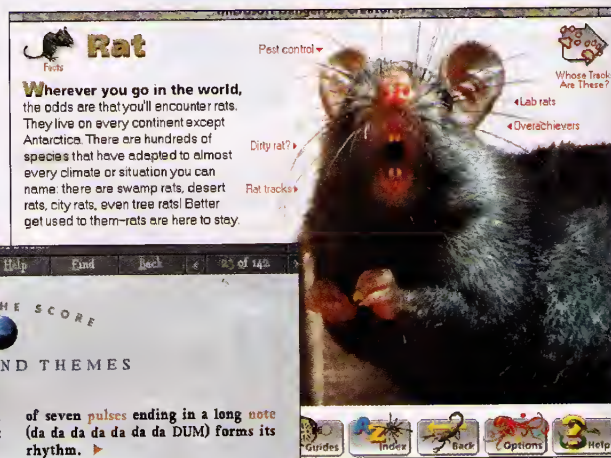 Rat
Facts
Wherever you go in the world,
the odds are that you'll encounter rats.
They live on every continent except
Antarctica. There are hundreds of
species that have adapted to almost
every climate or situation you can
name: there are swamp rats, desert
rats, city rats, even tree rats! Better
get used to them–rats are here to stay.
Pest control
Dirty rat?
Rat tracks
Whose Track
Are These?
Lab rats
Overachievers
Guides
Index
Back
Options
Help
Help
Find
Back
23 of 142
HE SCORE
ND THEMES
of seven pulses ending in a long note
(da da da da da da DUM) forms its
rhythm.